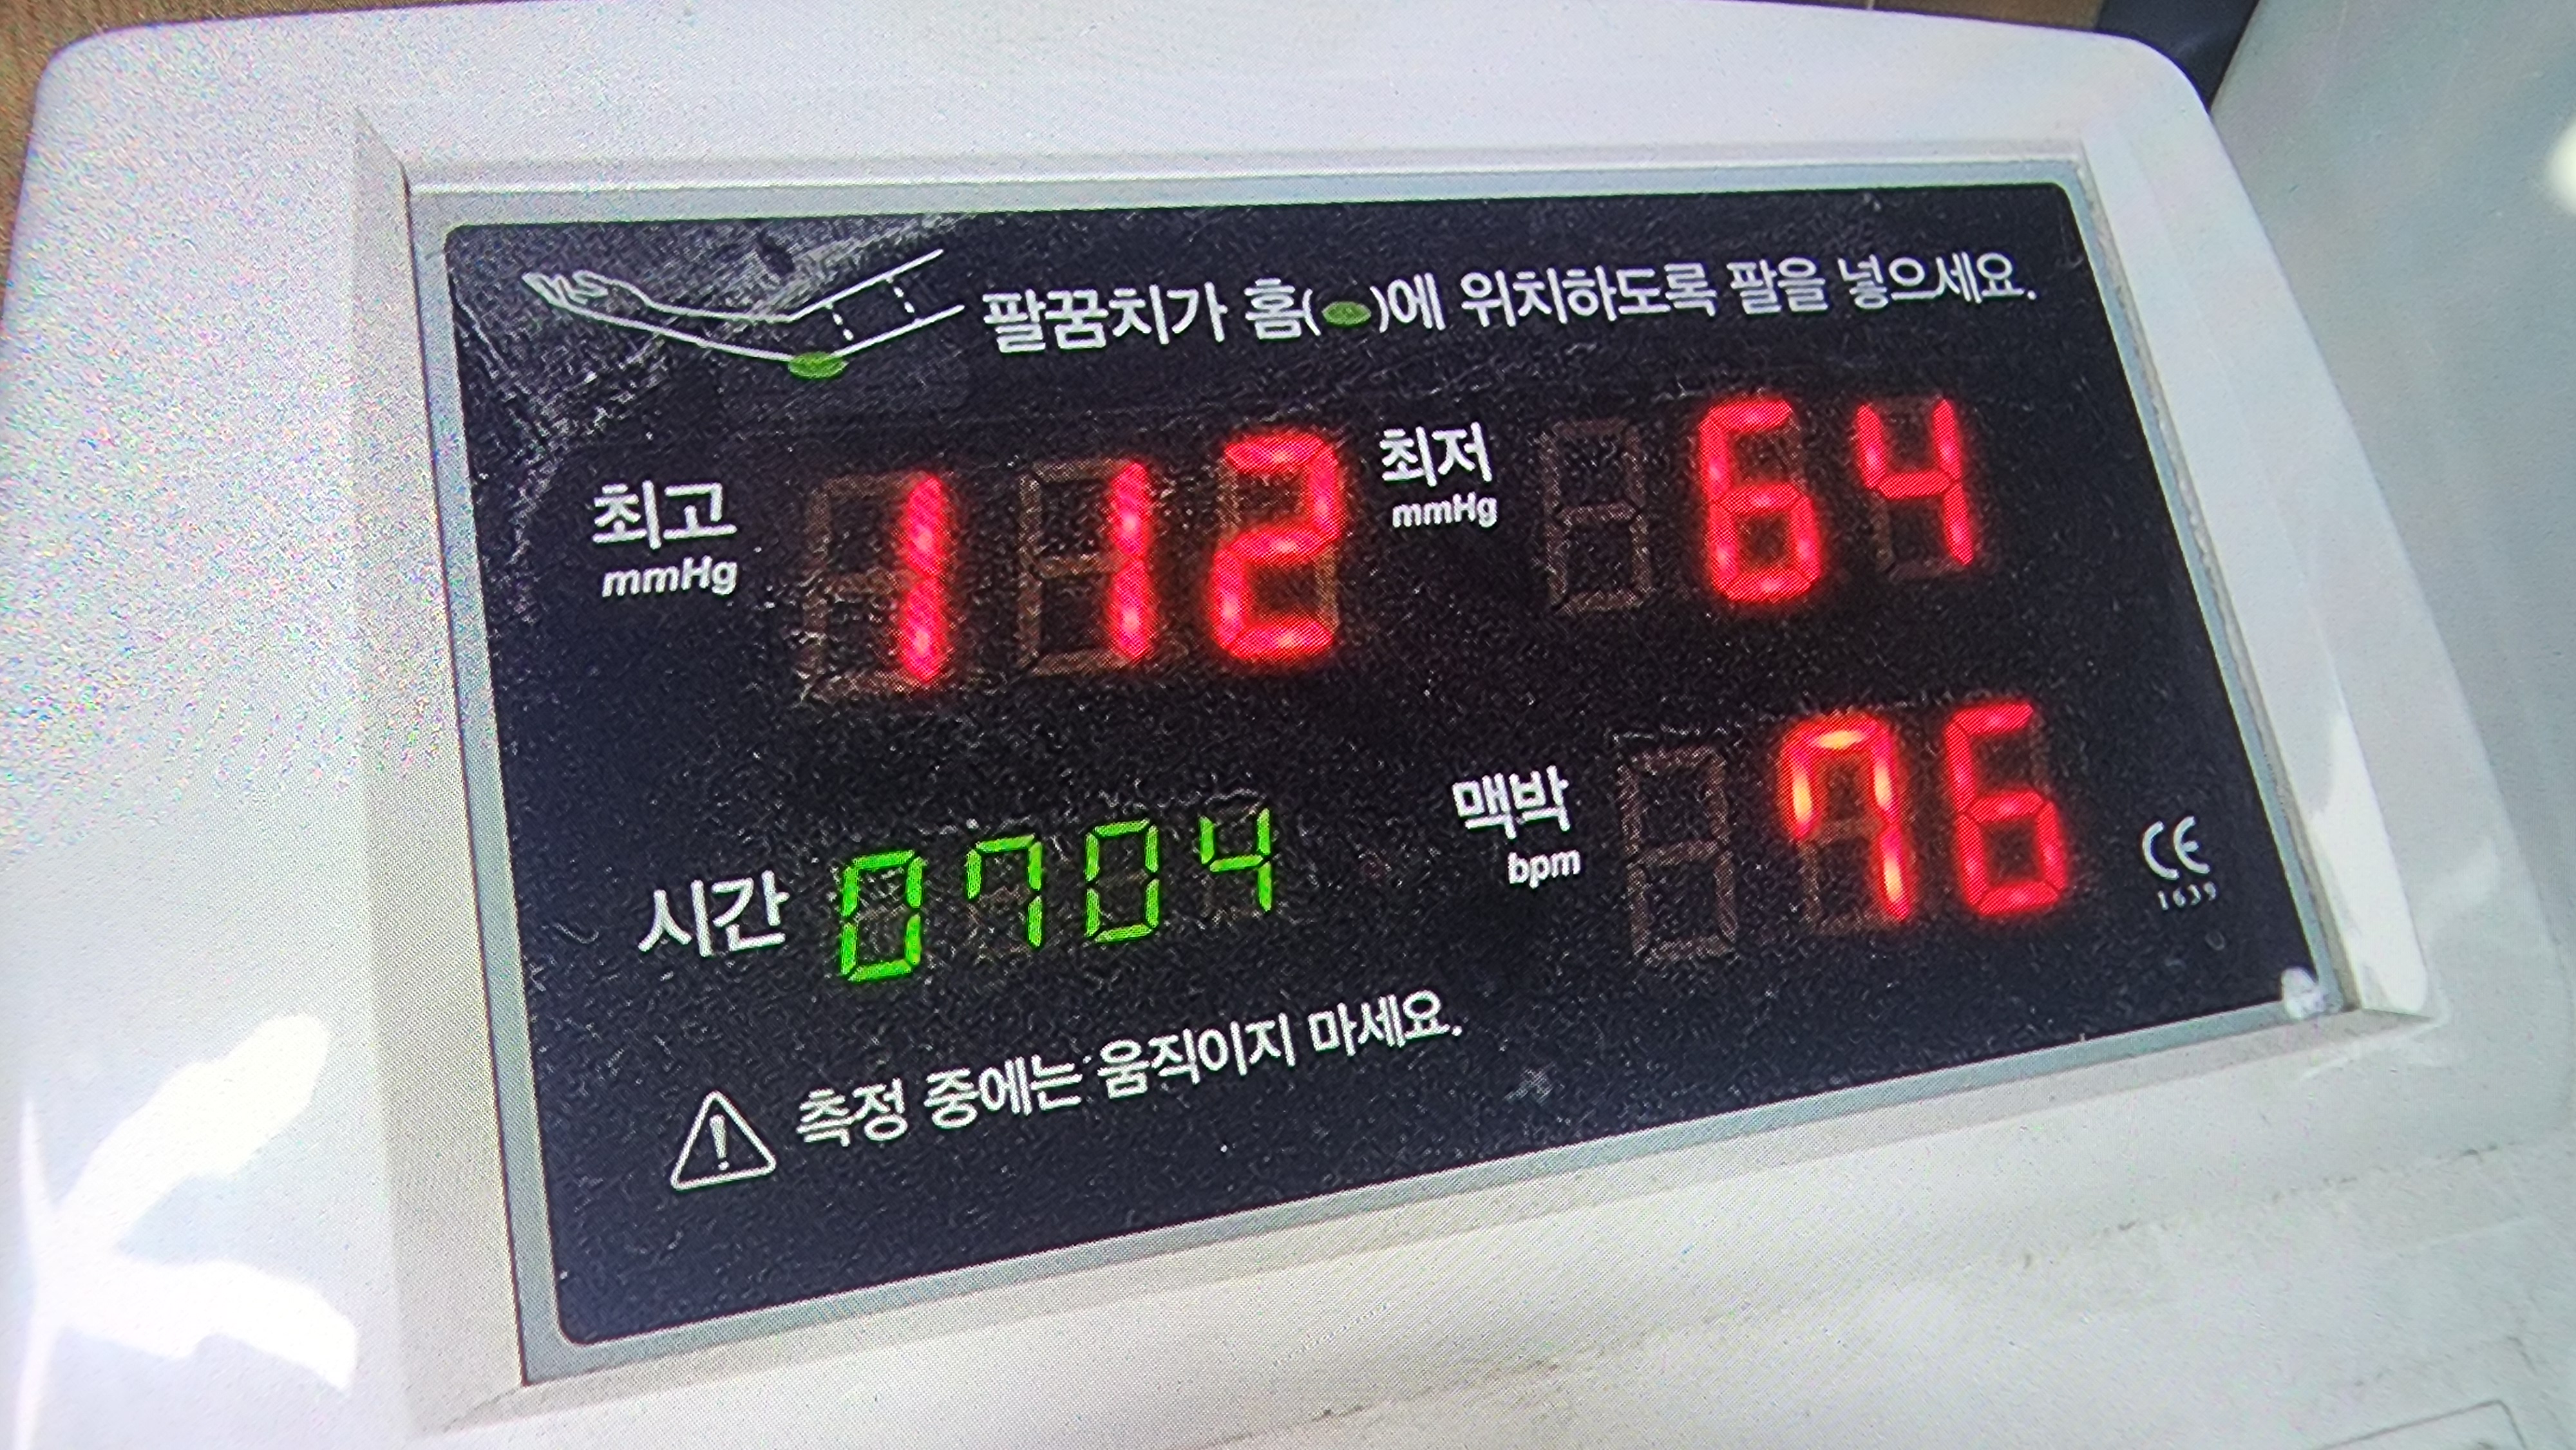 팔꿈치가 홈( )에 위치하도록 팔을 넣으세요.
최고 112
mmHg
최저 64
mmHg
시간 0704
맥박 76
bpm
CE
1639
측정 중에는 움직이지 마세요.